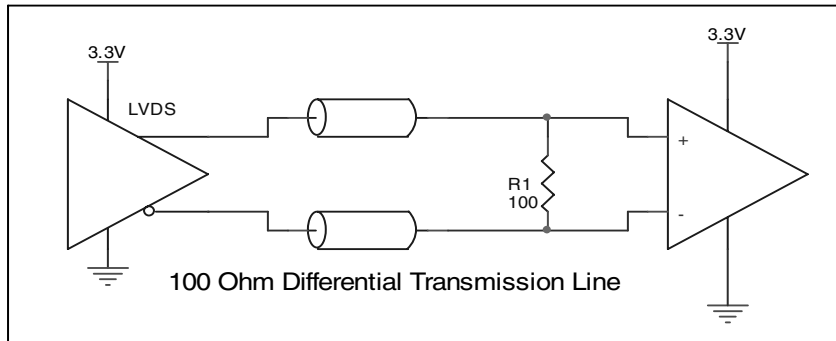 3.3V
3.3V
LVDS
+
R1
100
-
100 Ohm Differential Transmission Line